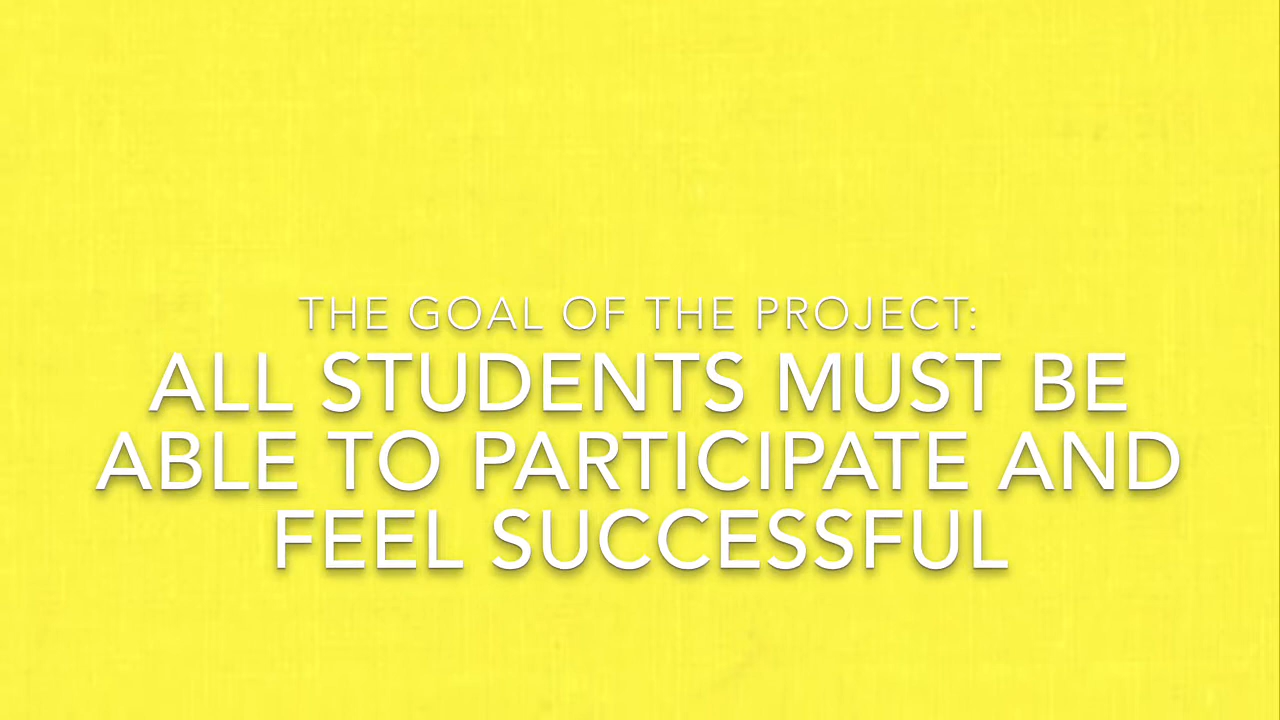 THE GOAL OF THE PROJECT:
ALL STUDENTS MUST BE
ABLE TO PARTICIPATE AND
FEEL SUCCESSFUL